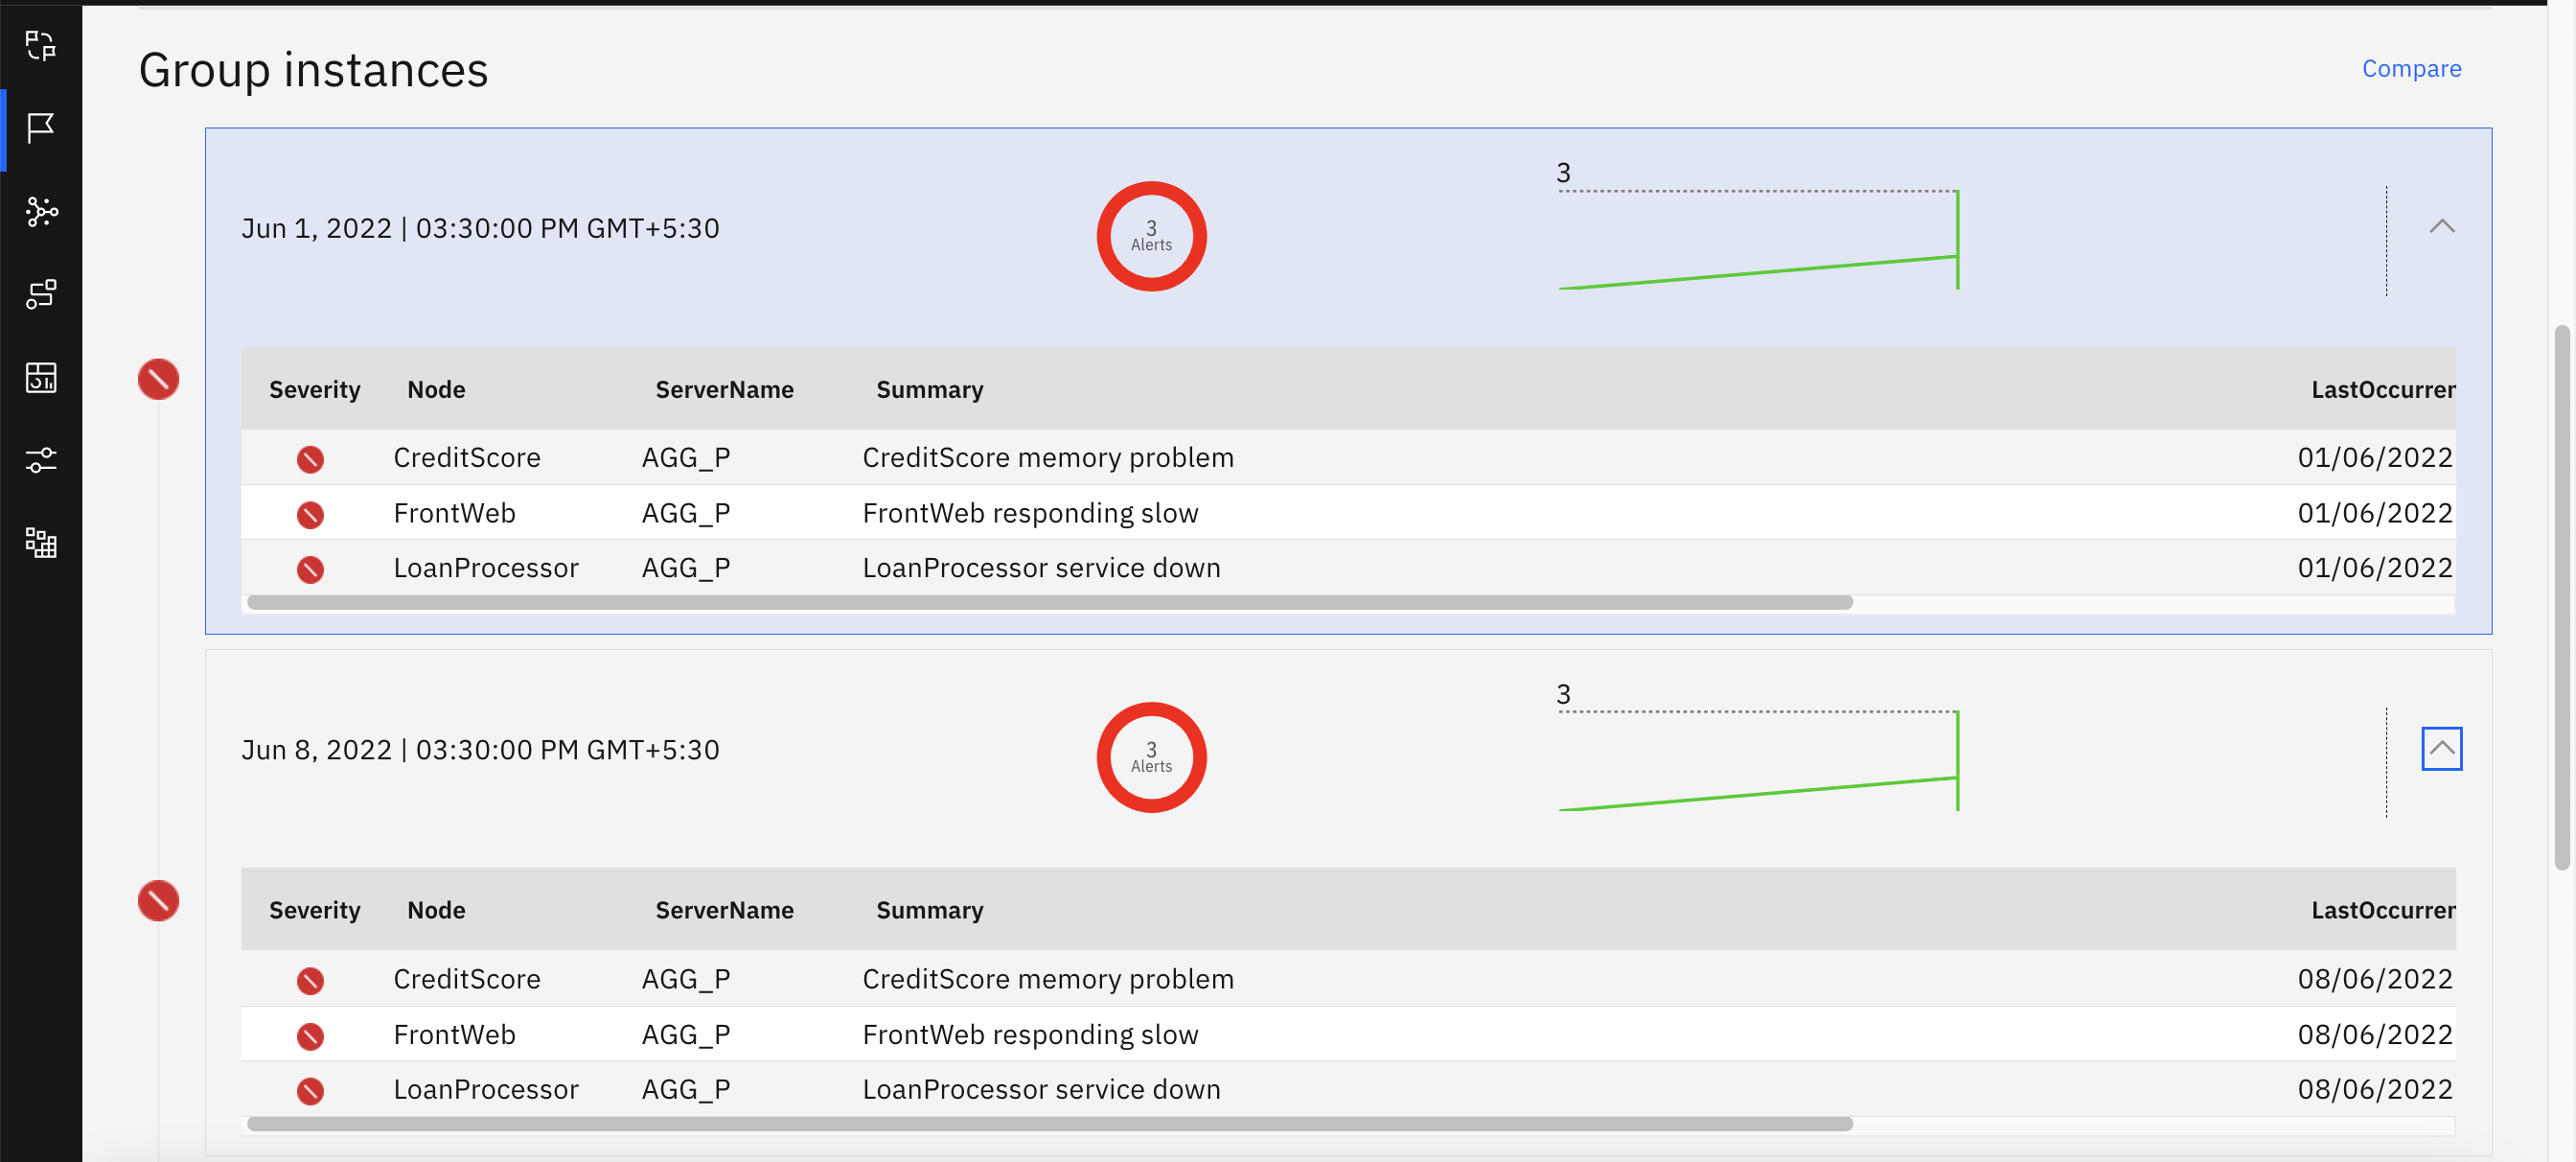 Group instances
Compare
Jun 1, 2022 | 03:30:00 PM GMT+5:30
3
Alerts
3
Severity Node ServerName Summary LastOccurren
CreditScore AGG_P CreditScore memory problem 01/06/2022
FrontWeb AGG_P FrontWeb responding slow 01/06/2022
LoanProcessor AGG_P LoanProcessor service down 01/06/2022
Jun 8, 2022 | 03:30:00 PM GMT+5:30
3
Alerts
3
Severity Node ServerName Summary LastOccurren
CreditScore AGG_P CreditScore memory problem 08/06/2022
FrontWeb AGG_P FrontWeb responding slow 08/06/2022
LoanProcessor AGG_P LoanProcessor service down 08/06/2022